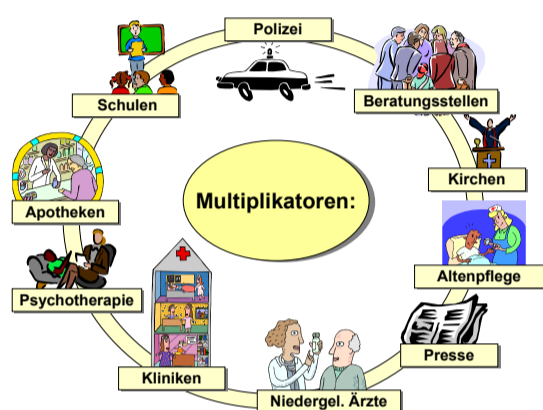 Polizei
Schulen
Beratungsstellen
Kirchen
Apotheken
Multiplikatoren:
Altenpflege
Psychotherapie
Presse
Kliniken
Niedergel. Ärzte